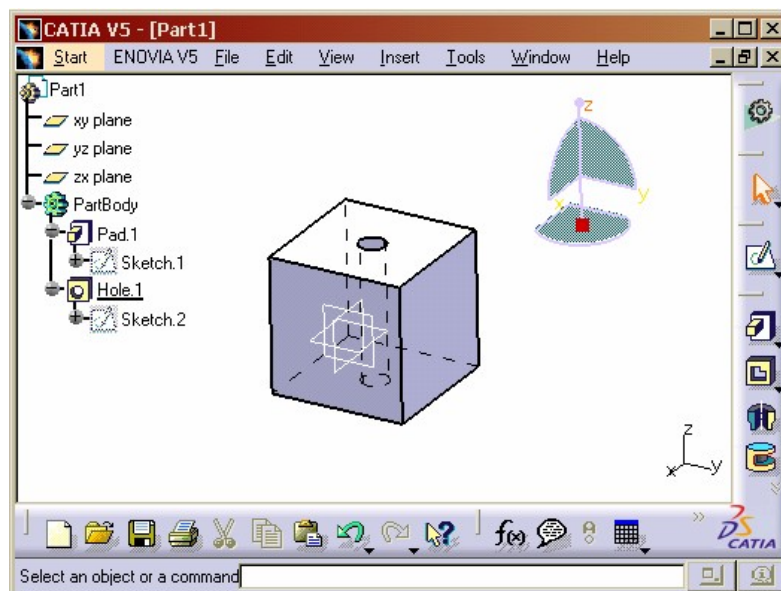 CATIA V5 - [Part1]
Start ENOVIA V5 File Edit View Insert Tools Window Help
Part1
xy plane
yz plane
zx plane
PartBody
Pad.1
Sketch.1
Hole.1
Sketch.2
z
x
y
z
x
y
f(x)
DS
CATIA
Select an object or a command